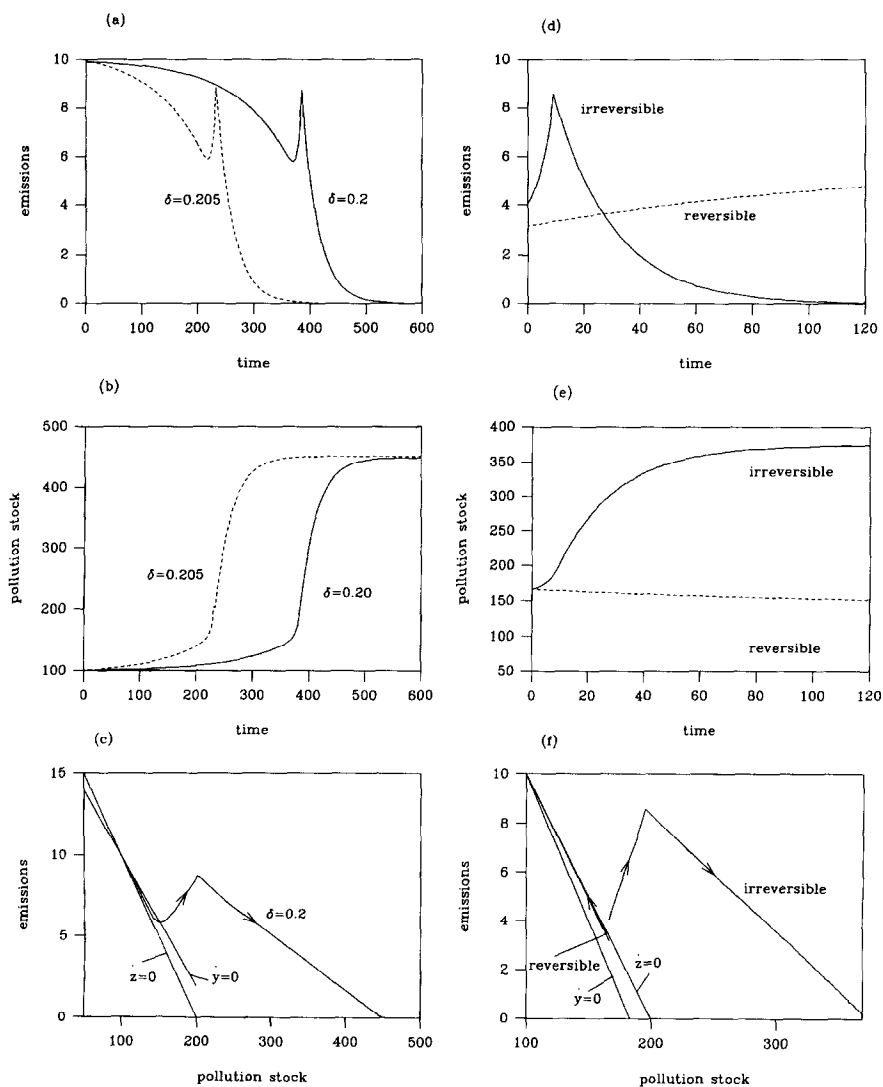 (a)
10
8
6
4
2
0
emissions
δ=0.205
δ=0.2
0 100 200 300 400 500 600
time
(d)
10
8
6
4
2
0
emissions
irreversible
reversible
0 20 40 60 80 100 120
time
(b)
500
400
300
200
100
pollution stock
δ=0.205
δ=0.20
0 100 200 300 400 500 600
time
(e)
400
350
300
250
200
150
100
50
pollution stock
irreversible
reversible
0 20 40 60 80 100 120
time
(c)
15
10
5
0
emissions
δ=0.2
ż=0
ẏ=0
100 200 300 400 500
pollution stock
(f)
10
8
6
4
2
0
emissions
irreversible
reversible
ż=0
ẏ=0
100 200 300
pollution stock